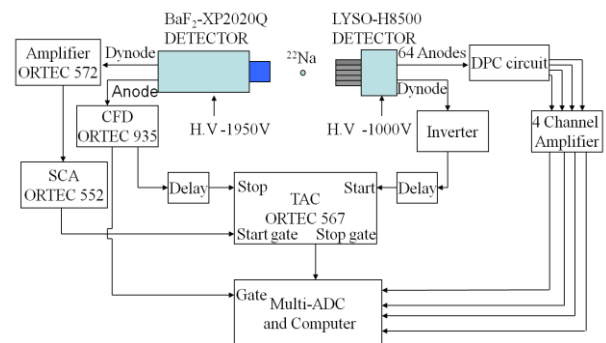 BaF₂-XP2020Q
DETECTOR
LYSO-H8500
DETECTOR
Amplifier
ORTEC 572
Dynode
Anode
²²Na
64 Anodes
Dynode
DPC circuit
CFD
ORTEC 935
H.V -1950V
H.V -1000V
Inverter
4 Channel
Amplifier
SCA
ORTEC 552
Delay
Stop
Start
TAC
ORTEC 567
Start gate
Stop gate
Delay
Gate
Multi-ADC
and Computer